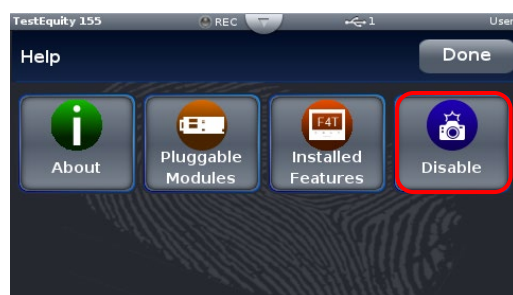 TestEquity 155
REC
1
User
Help
Done
About
Pluggable
Modules
F4T
Installed
Features
Disable